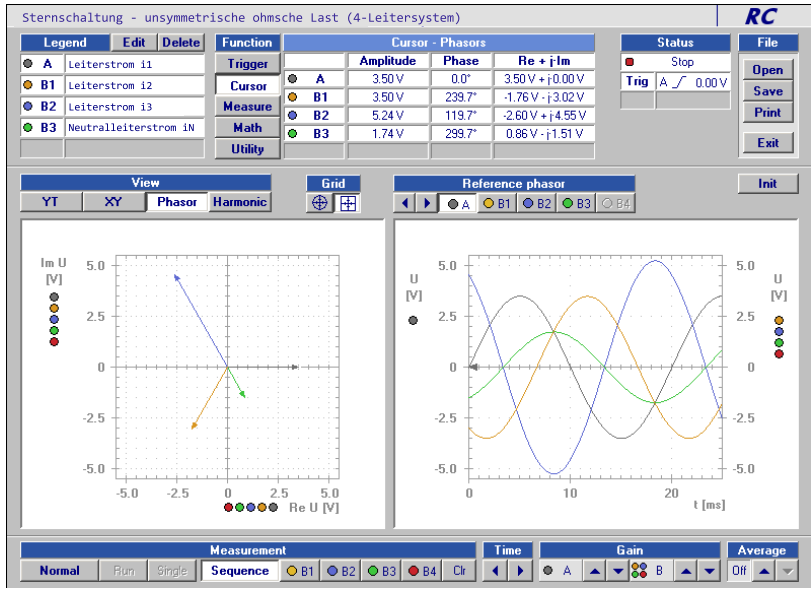 Sternschaltung - unsymmetrische ohmsche Last (4-Leitersystem)
RC
Legend Edit Delete
A Leiterstrom i1
B1 Leiterstrom i2
B2 Leiterstrom i3
B3 Neutralleiterstrom iN
Function
Trigger
Cursor
Measure
Math
Utility
Cursor - Phasors
Amplitude Phase Re + j·Im
A 3.50 V 0.0° 3.50 V + j·0.00 V
B1 3.50 V 239.7° -1.76 V - j·3.02 V
B2 5.24 V 119.7° -2.60 V + j·4.55 V
B3 1.74 V 299.7° 0.86 V - j·1.51 V
Status
Stop
Trig A 0.00 V
File
Open
Save
Print
Exit
View
YT XY Phasor Harmonic
Grid
Reference phasor
A B1 B2 B3 B4
Init
Im U
[V]
5.0
2.5
0
-2.5
-5.0
-5.0 -2.5 0 2.5 5.0
Re U [V]
U
[V]
5.0
2.5
0
-2.5
-5.0
0 10 20
t [ms]
U
[V]
5.0
2.5
0
-2.5
-5.0
Measurement
Normal Run Single Sequence B1 B2 B3 B4 Clr
Time
Gain
A B
Average
Off